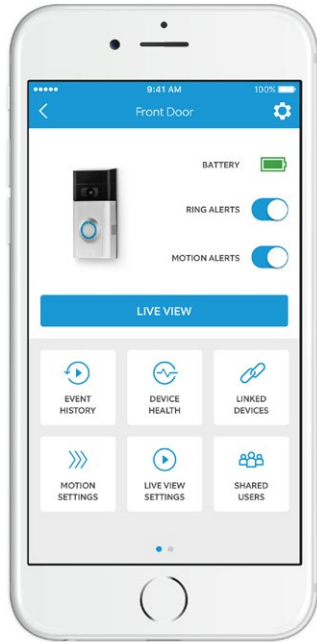 9:41 AM
100%
Front Door
BATTERY
RING ALERTS
MOTION ALERTS
LIVE VIEW
EVENT
HISTORY
DEVICE
HEALTH
LINKED
DEVICES
MOTION
SETTINGS
LIVE VIEW
SETTINGS
SHARED
USERS